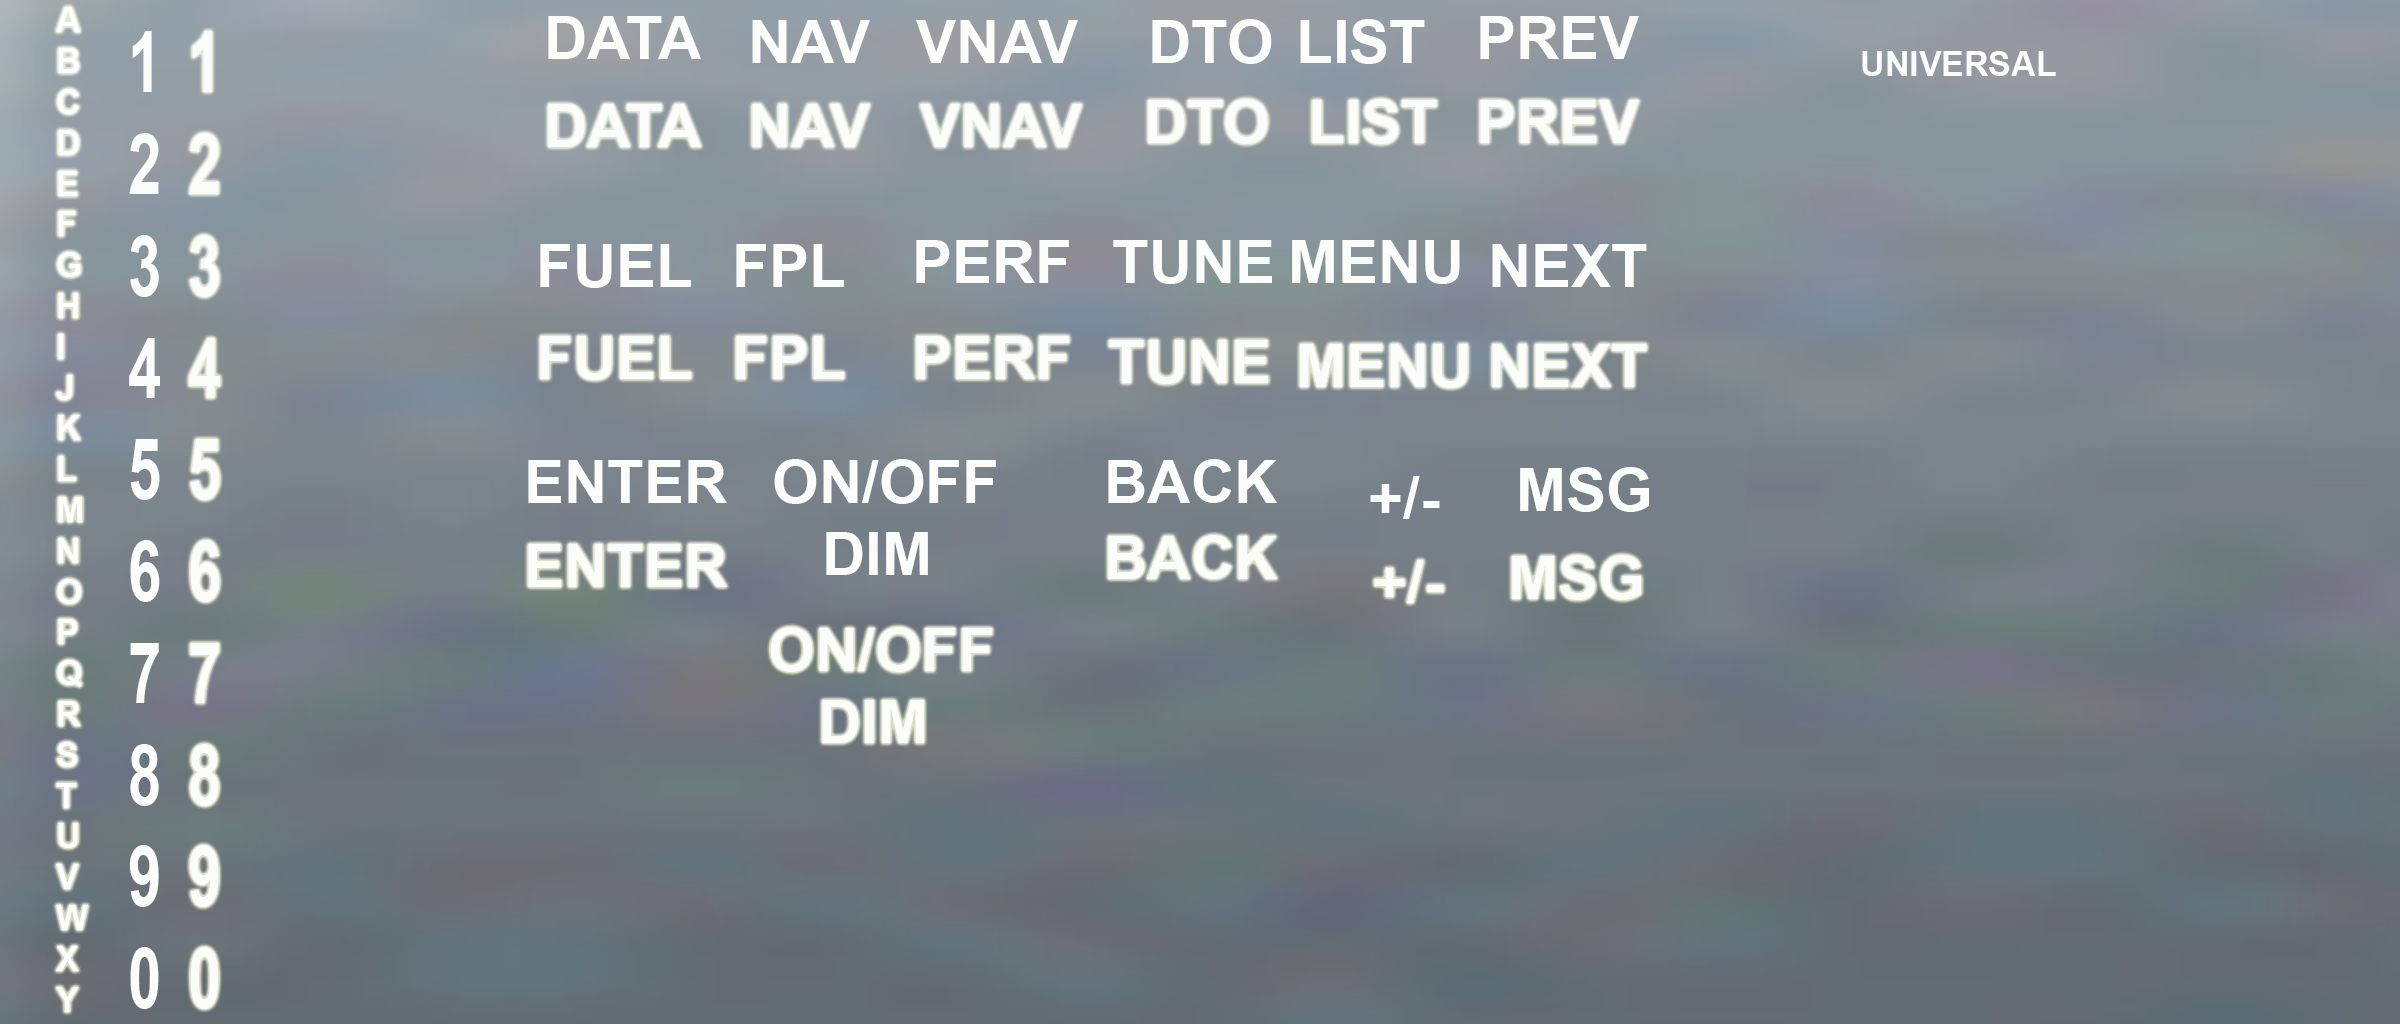 A
B
C
D
E
F
G
H
I
J
K
L
M
N
O
P
Q
R
S
T
U
V
W
X
Y
1 1
2 2
3 3
4 4
5 5
6 6
7 7
8 8
9 9
0 0
DATA NAV VNAV DTO LIST PREV
DATA NAV VNAV DTO LIST PREV
FUEL FPL PERF TUNE MENU NEXT
FUEL FPL PERF TUNE MENU NEXT
ENTER ON/OFF BACK +/- MSG
DIM
ENTER BACK +/- MSG
ON/OFF
DIM
UNIVERSAL